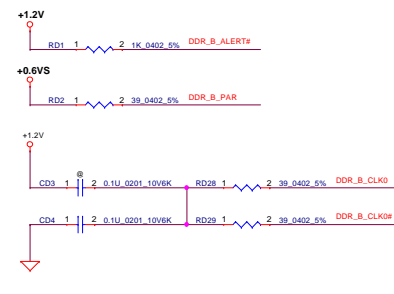 +1.2V
RD1 1 2 1K_0402_5% DDR_B_ALERT#
+0.6VS
RD2 1 2 39_0402_5% DDR_B_PAR
+1.2V
@
CD3 1 2 0.1U_0201_10V6K RD28 1 2 39_0402_5% DDR_B_CLK0
CD4 1 2 0.1U_0201_10V6K RD29 1 2 39_0402_5% DDR_B_CLK0#